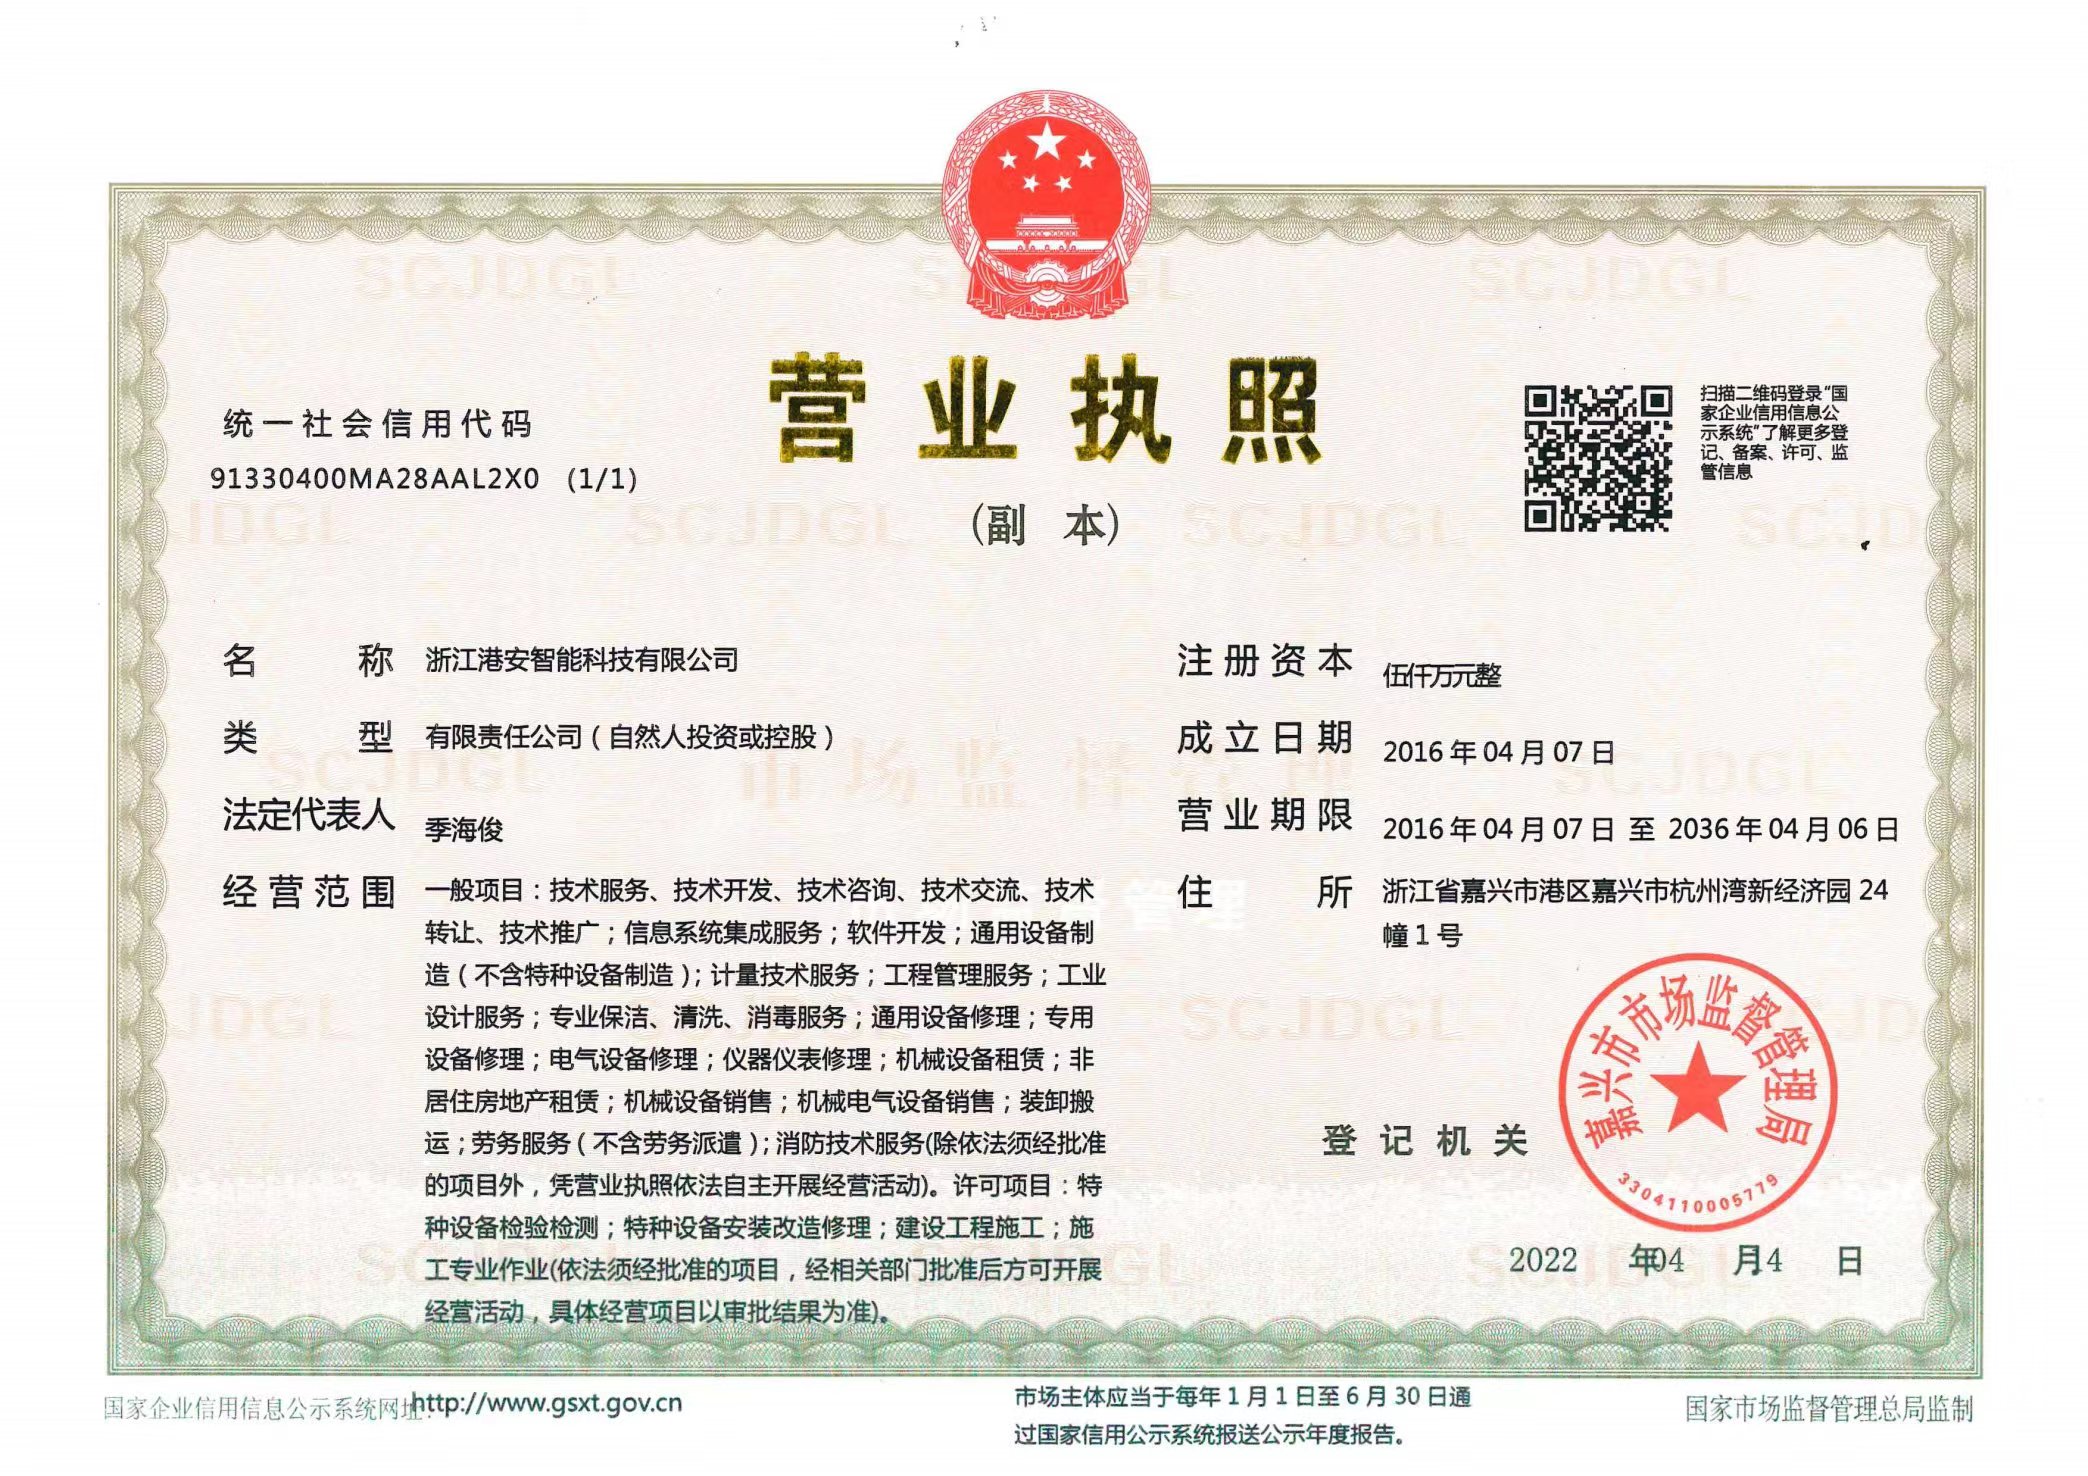 营业执照
(副 本)
统一社会信用代码
91330400MA28AAL2X0 (1/1)
扫描二维码登录“国
家企业信用信息公
示系统”了解更多登
记、备案、许可、监
管信息
名 称 浙江港安智能科技有限公司
类 型 有限责任公司（自然人投资或控股）
法定代表人 季海俊
经营范围 一般项目：技术服务、技术开发、技术咨询、技术交流、技术
转让、技术推广；信息系统集成服务；软件开发；通用设备制
造（不含特种设备制造）；计量技术服务；工程管理服务；工业
设计服务；专业保洁、清洗、消毒服务；通用设备修理；专用
设备修理；电气设备修理；仪器仪表修理；机械设备租赁；非
居住房地产租赁；机械设备销售；机械电气设备销售；装卸搬
运；劳务服务（不含劳务派遣）；消防技术服务(除依法须经批准
的项目外，凭营业执照依法自主开展经营活动)。许可项目：特
种设备检验检测；特种设备安装改造修理；建设工程施工；施
工专业作业(依法须经批准的项目，经相关部门批准后方可开展
经营活动，具体经营项目以审批结果为准)。
注册资本 伍仟万元整
成立日期 2016年04月07日
营业期限 2016年04月07日 至 2036年04月06日
住 所 浙江省嘉兴市港区嘉兴市杭州湾新经济园24
幢1号
登记机关
嘉兴市市场监督管理局
3304110005779
2022 年04 月4 日
国家企业信用信息公示系统网址：http://www.gsxt.gov.cn
市场主体应当于每年1月1日至6月30日通
过国家信用公示系统报送公示年度报告。
国家市场监督管理总局监制
SCJDGL
市场监督管理